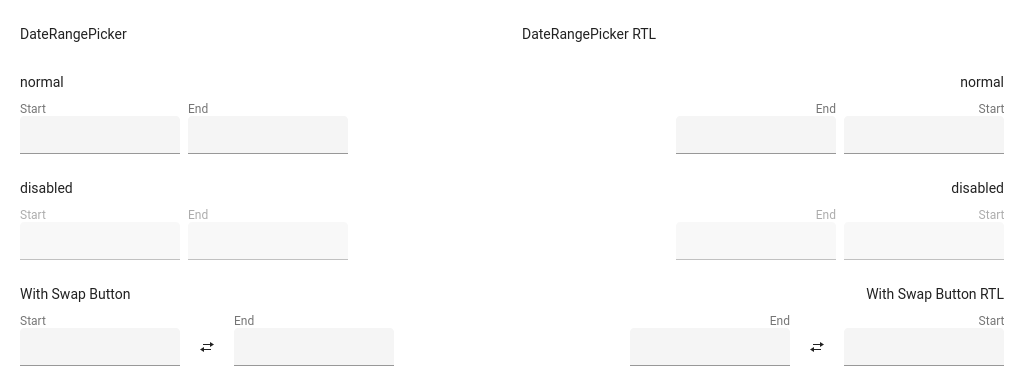 DateRangePicker
normal
Start End
disabled
Start End
With Swap Button
Start End
DateRangePicker RTL
normal
End Start
disabled
End Start
With Swap Button RTL
End Start